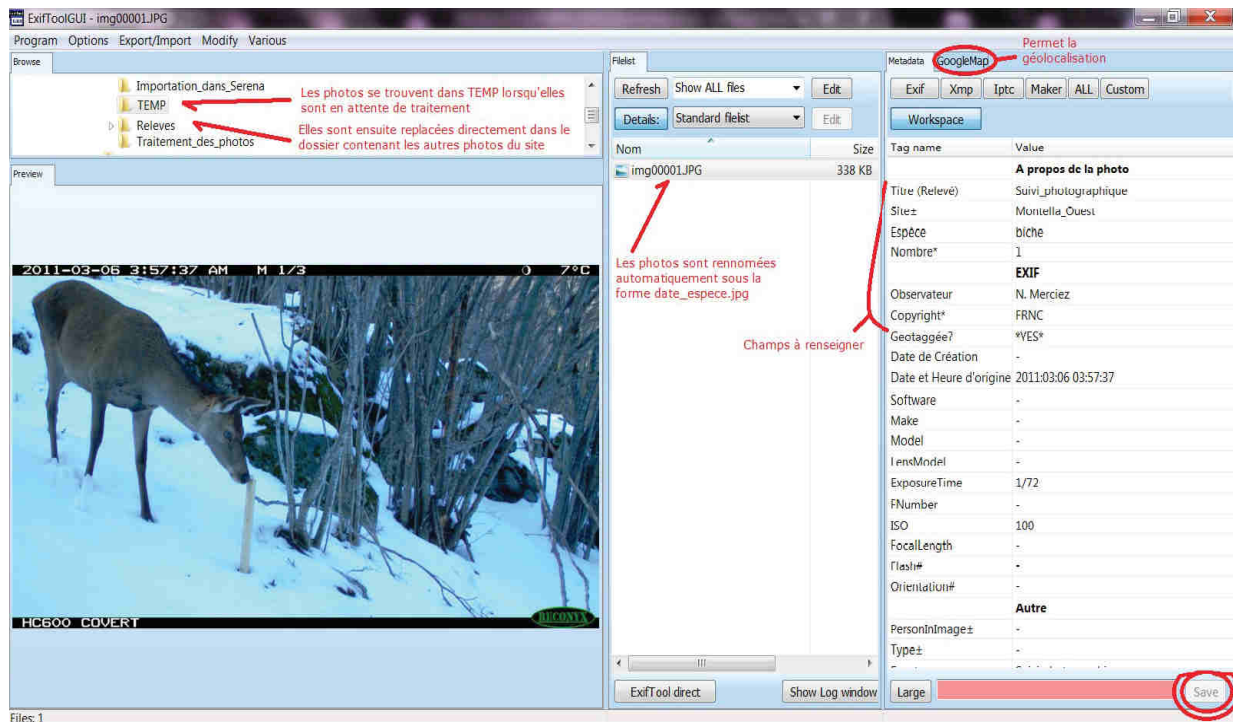 ExifToolGUI - img00001.JPG
Program Options Export/Import Modify Various
Browse
Importation_dans_Serena
TEMP
Releves
Traitement_des_photos
Les photos se trouvent dans TEMP lorsqu'elles
sont en attente de traitement
Elles sont ensuite replacées directement dans le
dossier contenant les autres photos du site
Preview
2011-03-06 3:57:37 AM M 1/3 7°C
HC600 COVERT
RECONYX
Filelist
Refresh Show ALL files Edit
Details: Standard filelist Edit
Nom Size
img00001.JPG 338 KB
Les photos sont rennomées
automatiquement sous la
forme date_espece.jpg
Champs à renseigner
ExifTool direct Show Log window
Permet la
géolocalisation
Metadata GoogleMap
Exif Xmp Iptc Maker ALL Custom
Workspace
Tag name Value
A propos de la photo
Titre (Relevé) Suivi_photographique
Site± Montella_Ouest
Espèce biche
Nombre* 1
EXIF
Observateur N. Merciez
Copyright* FRNC
Geotaggée? *YES*
Date de Création -
Date et Heure d'origine 2011:03:06 03:57:37
Software -
Make -
Model -
LensModel -
ExposureTime 1/72
FNumber -
ISO 100
FocalLength -
Flash# -
Orientation# -
Autre
PersonInImage± -
Type± -
Large Save
Files: 1